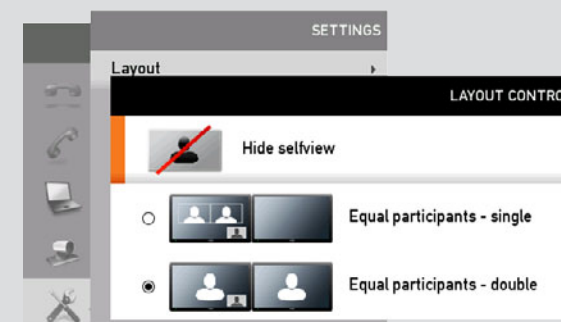 SETTINGS
Layout
LAYOUT CONTRO
Hide selfview
Equal participants - single
Equal participants - double